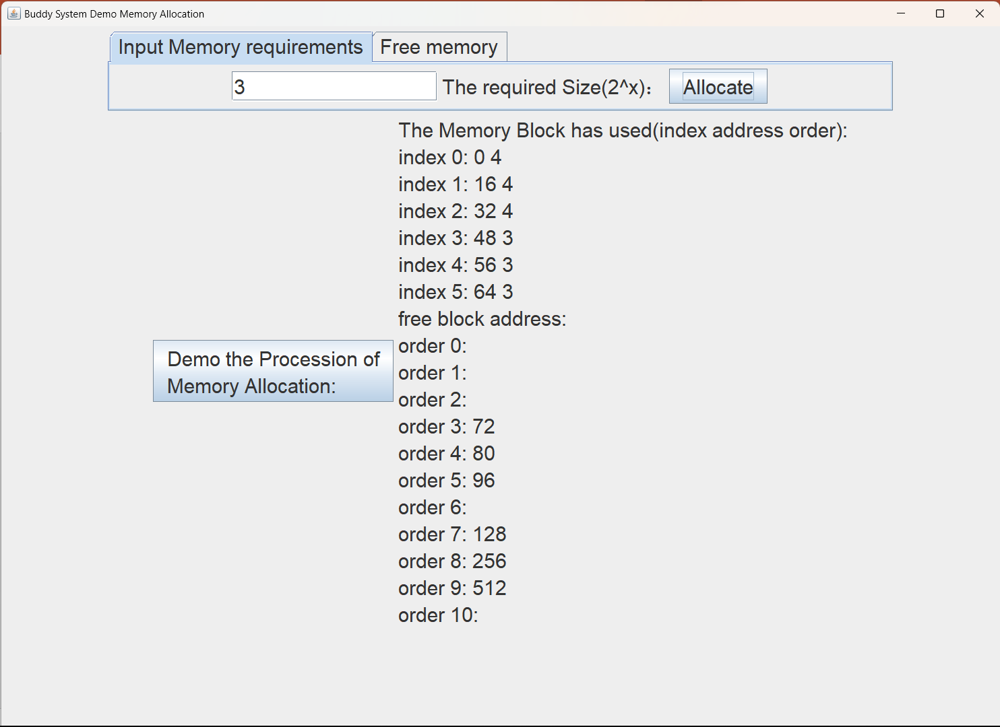 Buddy System Demo Memory Allocation
Input Memory requirements
Free memory
3
The required Size(2^x)：
Allocate
The Memory Block has used(index address order):
index 0: 0 4
index 1: 16 4
index 2: 32 4
index 3: 48 3
index 4: 56 3
index 5: 64 3
free block address:
Demo the Procession of
Memory Allocation:
order 0:
order 1:
order 2:
order 3: 72
order 4: 80
order 5: 96
order 6:
order 7: 128
order 8: 256
order 9: 512
order 10: